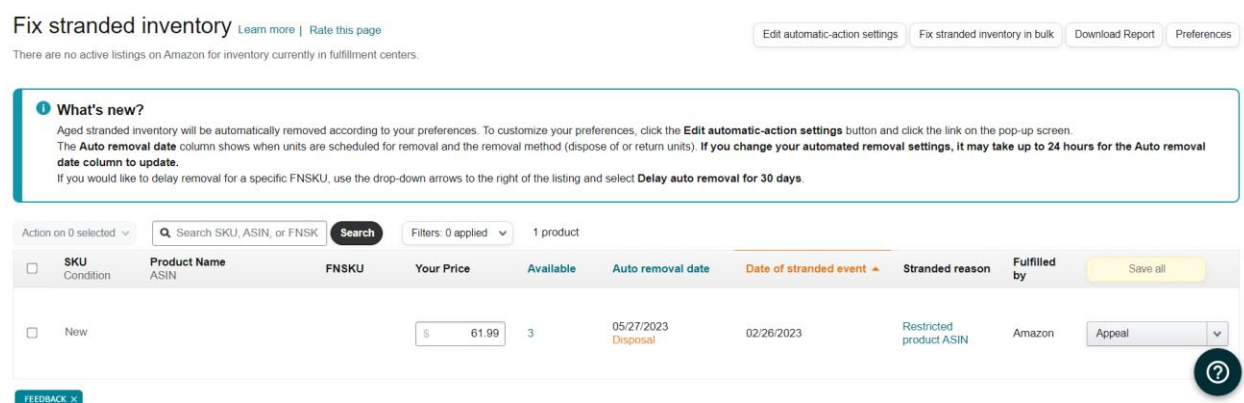 Fix stranded inventory Learn more | Rate this page
Edit automatic-action settings Fix stranded inventory in bulk Download Report Preferences
There are no active listings on Amazon for inventory currently in fulfillment centers.
What's new?
Aged stranded inventory will be automatically removed according to your preferences. To customize your preferences, click the Edit automatic-action settings button and click the link on the pop-up screen.
The Auto removal date column shows when units are scheduled for removal and the removal method (dispose of or return units). If you change your automated removal settings, it may take up to 24 hours for the Auto removal
date column to update.
If you would like to delay removal for a specific FNSKU, use the drop-down arrows to the right of the listing and select Delay auto removal for 30 days.
Action on 0 selected Search SKU, ASIN, or FNSK Search Filters: 0 applied 1 product
SKU Product Name FNSKU Your Price Available Auto removal date Date of stranded event Stranded reason Fulfilled Save all
Condition ASIN by
New $ 61.99 3 05/27/2023 02/26/2023 Restricted Amazon Appeal
Disposal product ASIN
?
FEEDBACK X